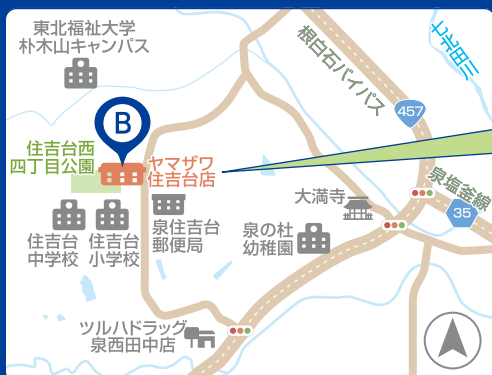 東北福祉大学
朴木山キャンパス
根白石バイパス
七北田川
457
B
住吉台西
四丁目公園
ヤマザワ
住吉台店
泉塩釜線
35
大満寺
住吉台
中学校
住吉台
小学校
泉住吉台
郵便局
泉の杜
幼稚園
ツルハドラッグ
泉西田中店